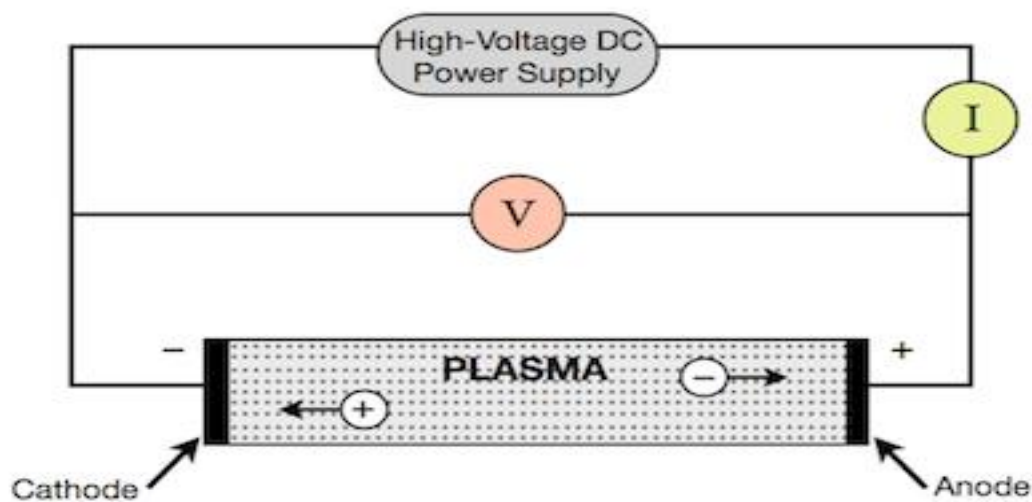 High-Voltage DC
Power Supply
I
V
− +
PLASMA
−
+
Cathode
Anode